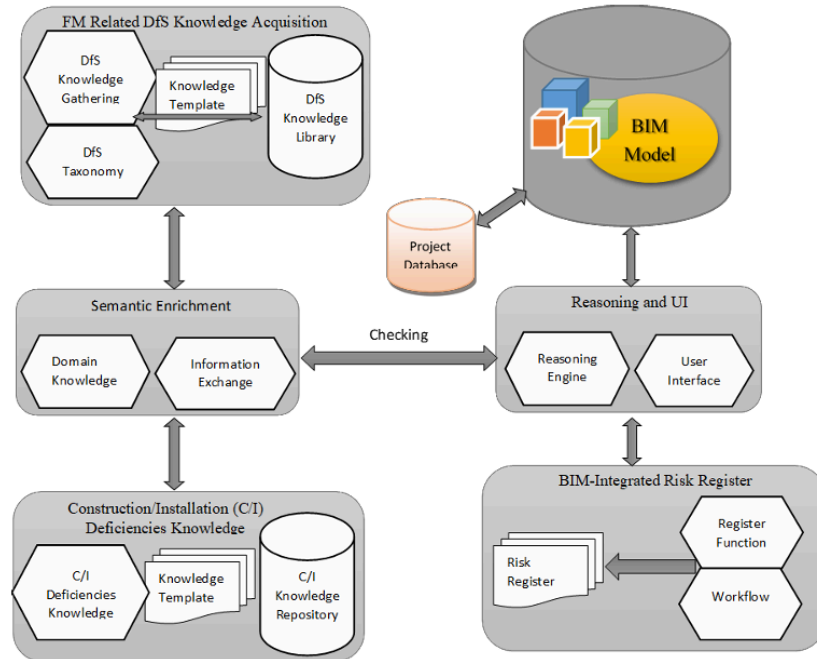 FM Related DfS Knowledge Acquisition
DfS
Knowledge
Gathering
Knowledge
Template
DfS
Knowledge
Library
DfS
Taxonomy
BIM
Model
Project
Database
Semantic Enrichment
Domain
Knowledge
Information
Exchange
Checking
Reasoning and UI
Reasoning
Engine
User
Interface
Construction/Installation (C/I)
Deficiencies Knowledge
C/I
Deficiencies
Knowledge
Knowledge
Template
C/I
Knowledge
Repository
BIM-Integrated Risk Register
Risk
Register
Register
Function
Workflow